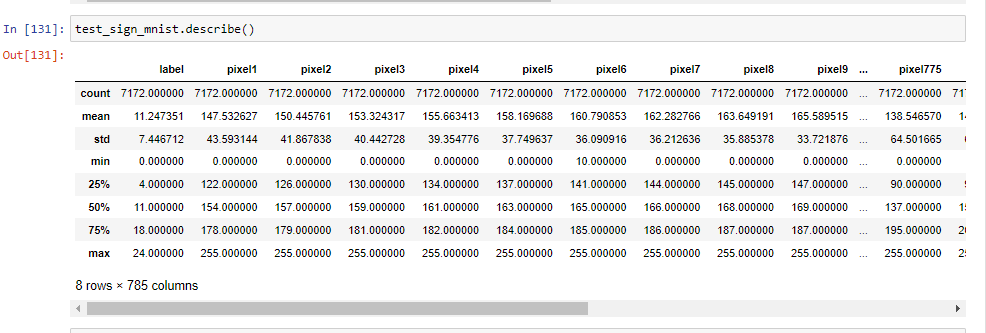 In [131]: test_sign_mnist.describe()
Out[131]:
label pixel1 pixel2 pixel3 pixel4 pixel5 pixel6 pixel7 pixel8 pixel9 ... pixel775
count 7172.000000 7172.000000 7172.000000 7172.000000 7172.000000 7172.000000 7172.000000 7172.000000 7172.000000 7172.000000 ... 7172.000000 717
mean 11.247351 147.532627 150.445761 153.324317 155.663413 158.169688 160.790853 162.282766 163.649191 165.589515 ... 138.546570 14
std 7.446712 43.593144 41.867838 40.442728 39.354776 37.749637 36.090916 36.212636 35.885378 33.721876 ... 64.501665
min 0.000000 0.000000 0.000000 0.000000 0.000000 0.000000 10.000000 0.000000 0.000000 0.000000 ... 0.000000
25% 4.000000 122.000000 126.000000 130.000000 134.000000 137.000000 141.000000 144.000000 145.000000 147.000000 ... 90.000000
50% 11.000000 154.000000 157.000000 159.000000 161.000000 163.000000 165.000000 166.000000 168.000000 169.000000 ... 137.000000 15
75% 18.000000 178.000000 179.000000 181.000000 182.000000 184.000000 185.000000 186.000000 187.000000 187.000000 ... 195.000000 20
max 24.000000 255.000000 255.000000 255.000000 255.000000 255.000000 255.000000 255.000000 255.000000 255.000000 ... 255.000000 25
8 rows × 785 columns